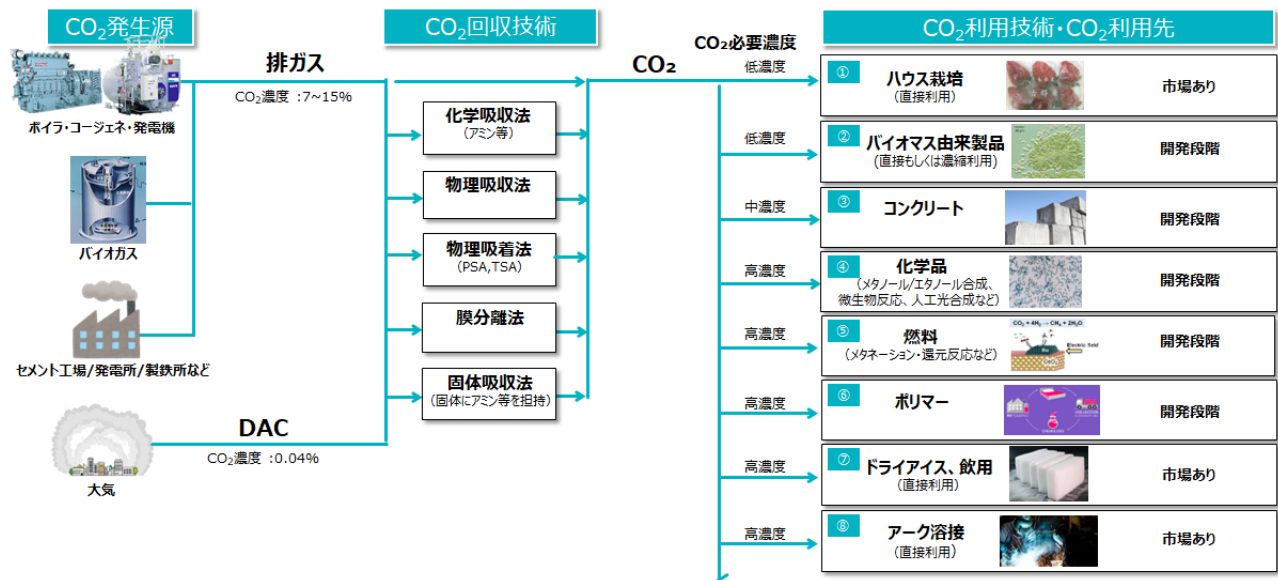 CO₂発生源
CO₂回収技術
CO₂利用技術・CO₂利用先
排ガス
CO₂濃度 :7~15%
ボイラ・コージェネ・発電機
バイオガス
セメント工場/発電所/製鉄所など
DAC
CO₂濃度 :0.04%
大気
化学吸収法
(アミン等)
物理吸収法
物理吸着法
(PSA,TSA)
膜分離法
固体吸収法
(固体にアミン等を担持)
CO₂
CO₂必要濃度
低濃度
①
ハウス栽培
(直接利用)
市場あり
低濃度
②
バイオマス由来製品
(直接もしくは濃縮利用)
開発段階
中濃度
③
コンクリート
開発段階
高濃度
④
化学品
(メタノール/エタノール合成、
微生物反応、人工光合成など)
開発段階
高濃度
⑤
燃料
(メタネーション・還元反応など)
CO₂ + 4H₂ → CH₄ + 2H₂O
Electric field
開発段階
高濃度
⑥
ポリマー
開発段階
高濃度
⑦
ドライアイス、飲用
(直接利用)
市場あり
高濃度
⑧
アーク溶接
(直接利用)
市場あり